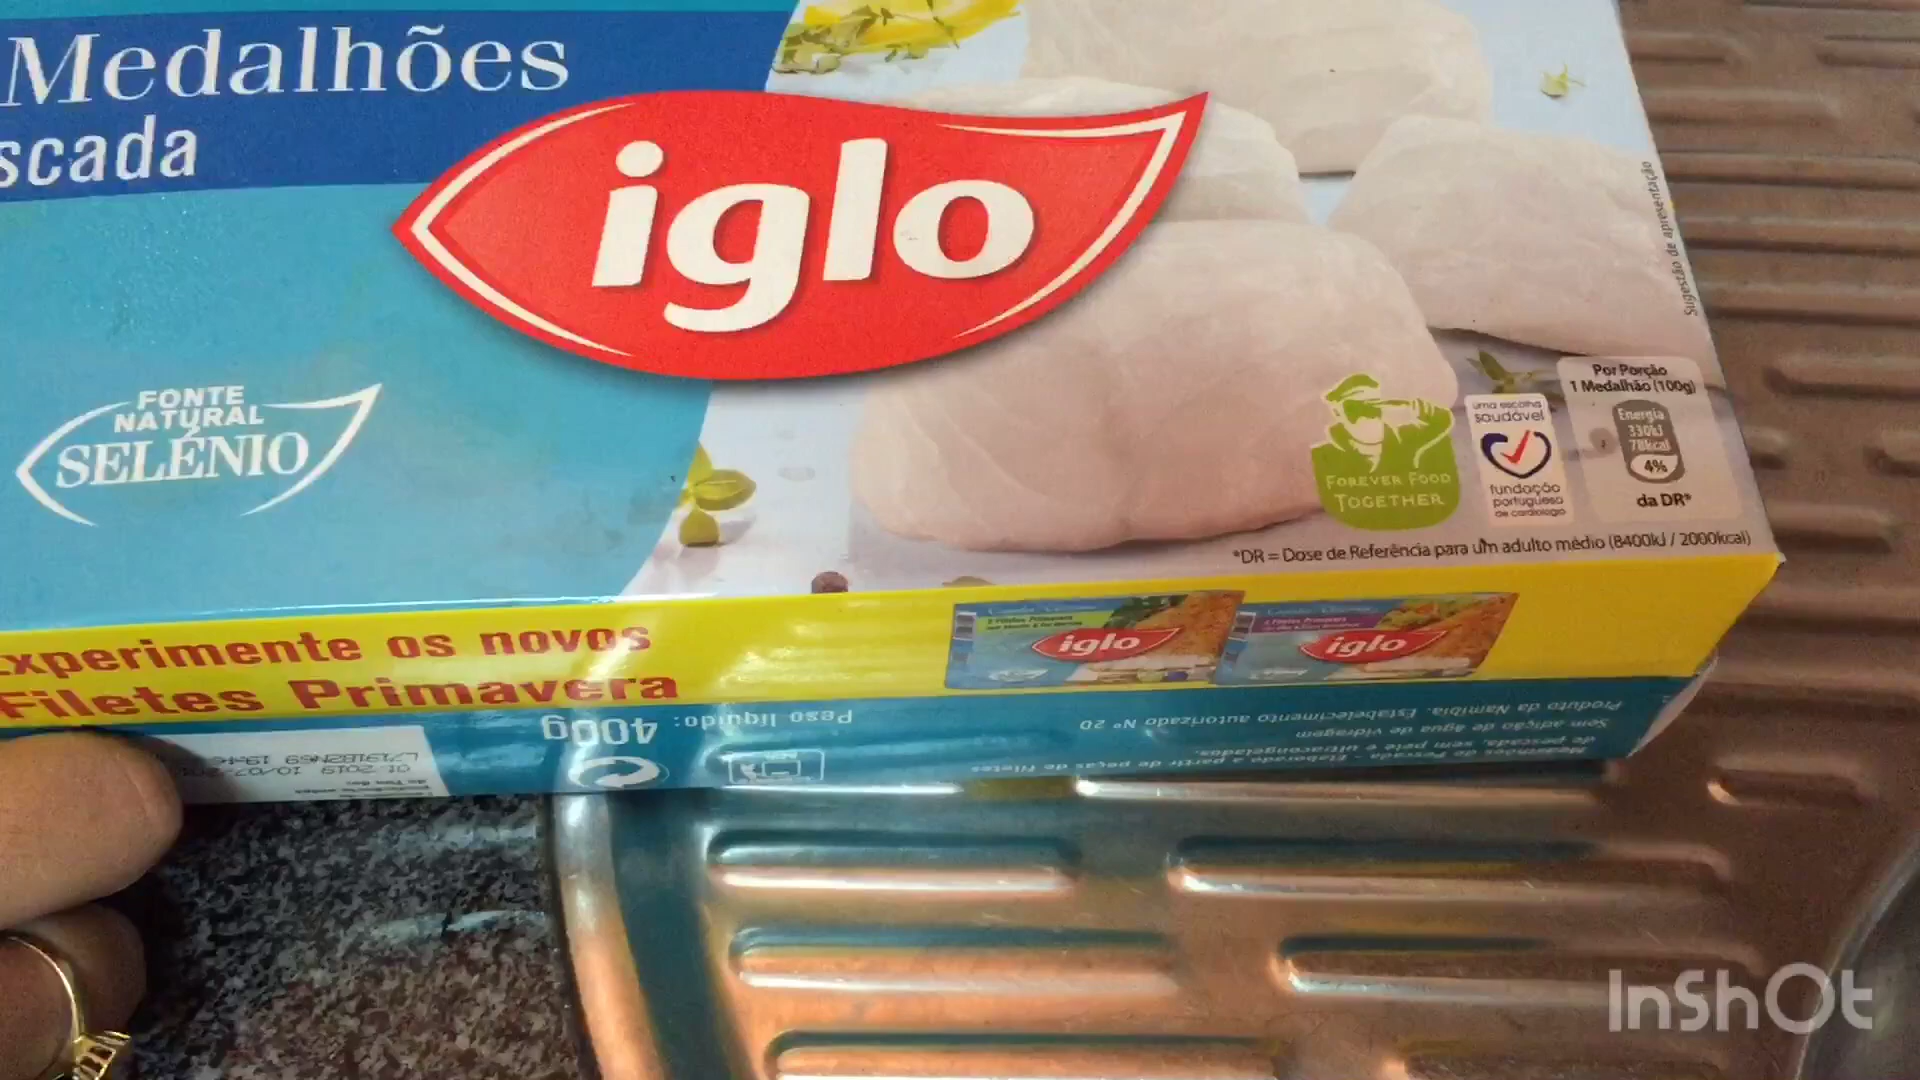 Medalhões
scada
iglo
FONTE
NATURAL
SELÉNIO
Sugestão de apresentação
FOREVER FOOD
TOGETHER
uma escolha
saudável
fundação
portuguesa
de cardiologia
Por Porção
1 Medalhão (100g)
Energia
330kJ
78kcal
4%
da DR*
*DR = Dose de Referência para um adulto médio (8400kJ / 2000kcal)
Experimente os novos
Filetes Primavera
iglo
iglo
Medalhões de Pescada - Elaborado a partir de peças de filetes
de pescada, sem pele e ultracongelados.
Sem adição de água de vidragem
Produto da Namíbia. Estabelecimento autorizado Nº 20
Peso líquido: 400g
01 2019
InShOt